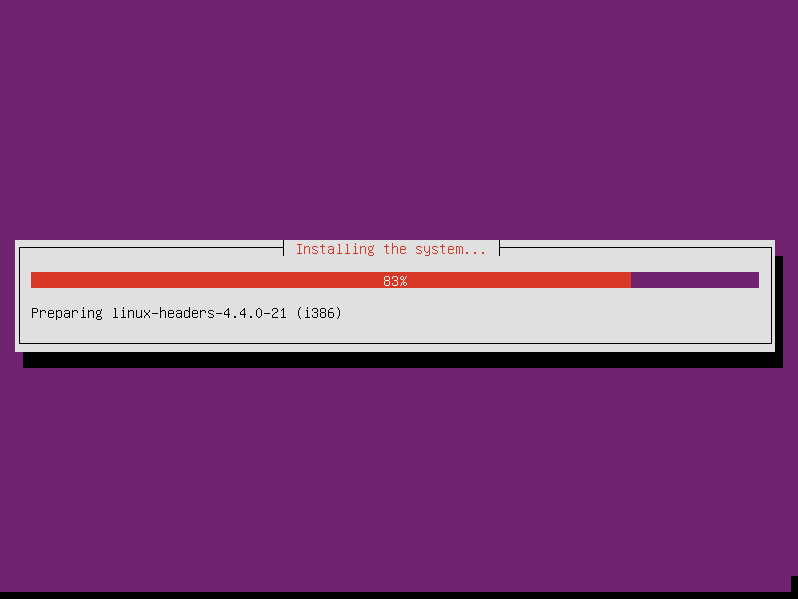 Installing the system...
83%
Preparing linux-headers-4.4.0-21 (i386)